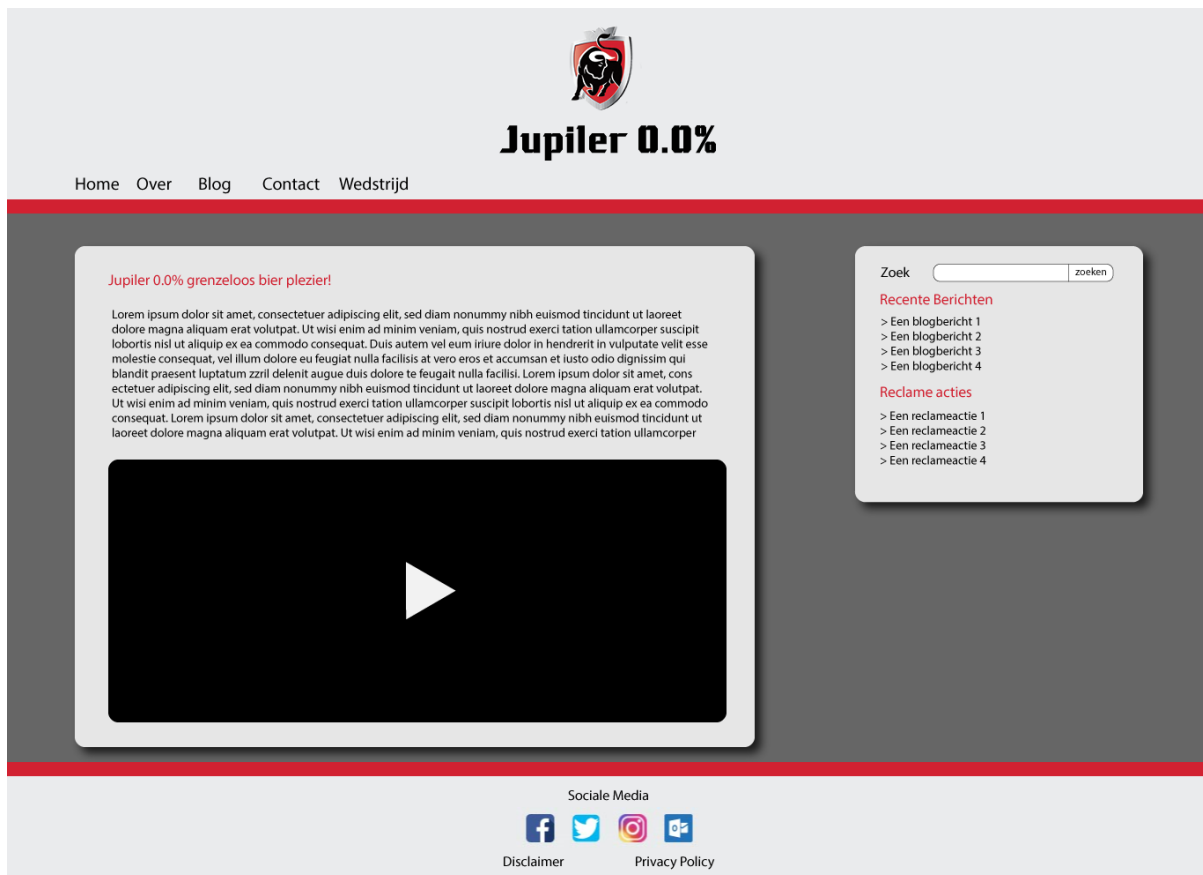 Jupiler 0.0%
Home Over Blog Contact Wedstrijd
Jupiler 0.0% grenzeloos bier plezier!
Lorem ipsum dolor sit amet, consectetuer adipiscing elit, sed diam nonummy nibh euismod tincidunt ut laoreet
dolore magna aliquam erat volutpat. Ut wisi enim ad minim veniam, quis nostrud exerci tation ullamcorper suscipit
lobortis nisl ut aliquip ex ea commodo consequat. Duis autem vel eum iriure dolor in hendrerit in vulputate velit esse
molestie consequat, vel illum dolore eu feugiat nulla facilisis at vero eros et accumsan et iusto odio dignissim qui
blandit praesent luptatum zzril delenit augue duis dolore te feugait nulla facilisi. Lorem ipsum dolor sit amet, cons
ectetuer adipiscing elit, sed diam nonummy nibh euismod tincidunt ut laoreet dolore magna aliquam erat volutpat.
Ut wisi enim ad minim veniam, quis nostrud exerci tation ullamcorper suscipit lobortis nisl ut aliquip ex ea commodo
consequat. Lorem ipsum dolor sit amet, consectetuer adipiscing elit, sed diam nonummy nibh euismod tincidunt ut
laoreet dolore magna aliquam erat volutpat. Ut wisi enim ad minim veniam, quis nostrud exerci tation ullamcorper
Zoek zoeken
Recente Berichten
> Een blogbericht 1
> Een blogbericht 2
> Een blogbericht 3
> Een blogbericht 4
Reclame acties
> Een reclameactie 1
> Een reclameactie 2
> Een reclameactie 3
> Een reclameactie 4
Sociale Media
Disclaimer Privacy Policy